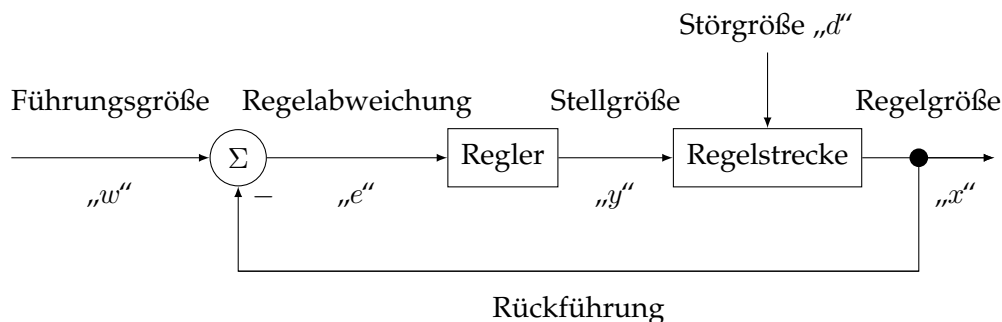 Störgröße „d“
Führungsgröße Regelabweichung Stellgröße Regelgröße
Σ Regler Regelstrecke
„w“ − „e“ „y“ „x“
Rückführung